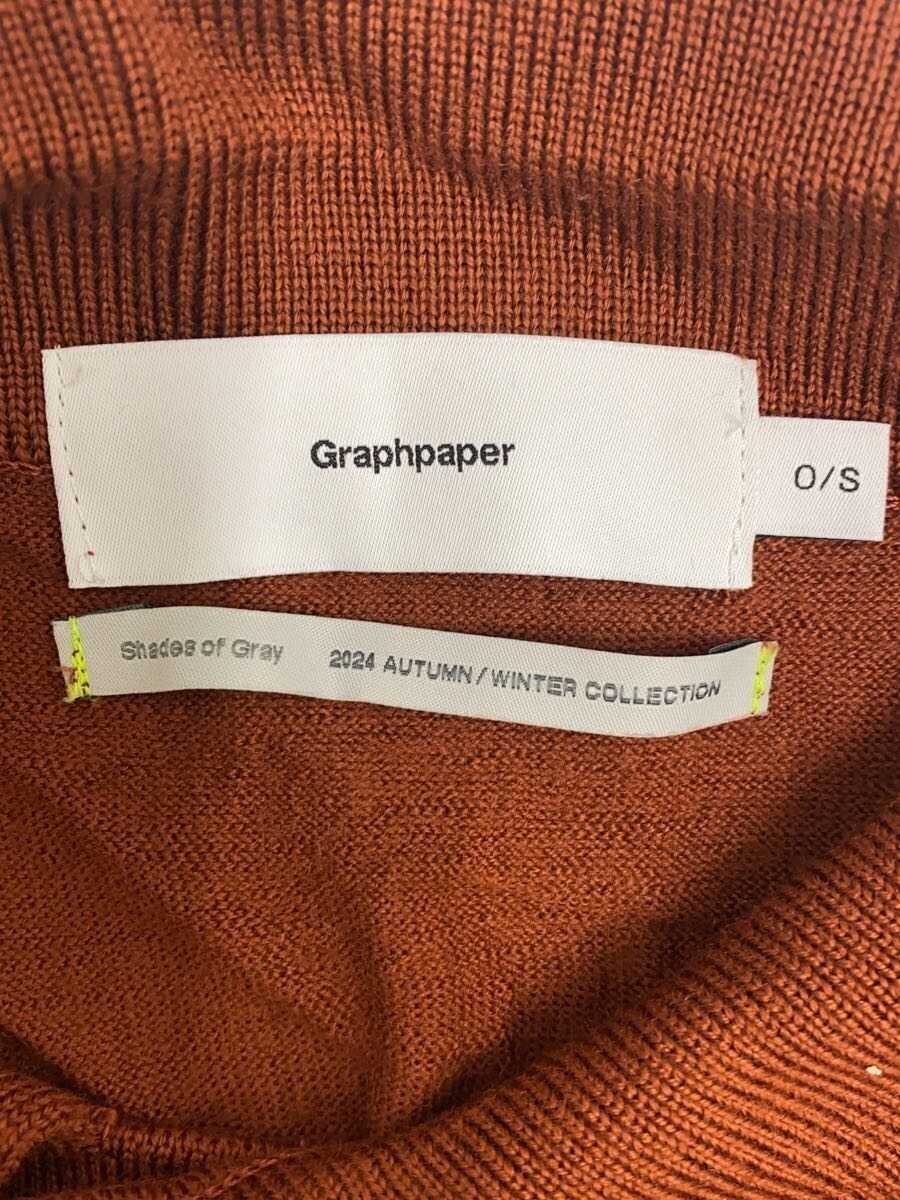 Graphpaper
O/S
Shades of Gray 2024 AUTUMN/WINTER COLLECTION